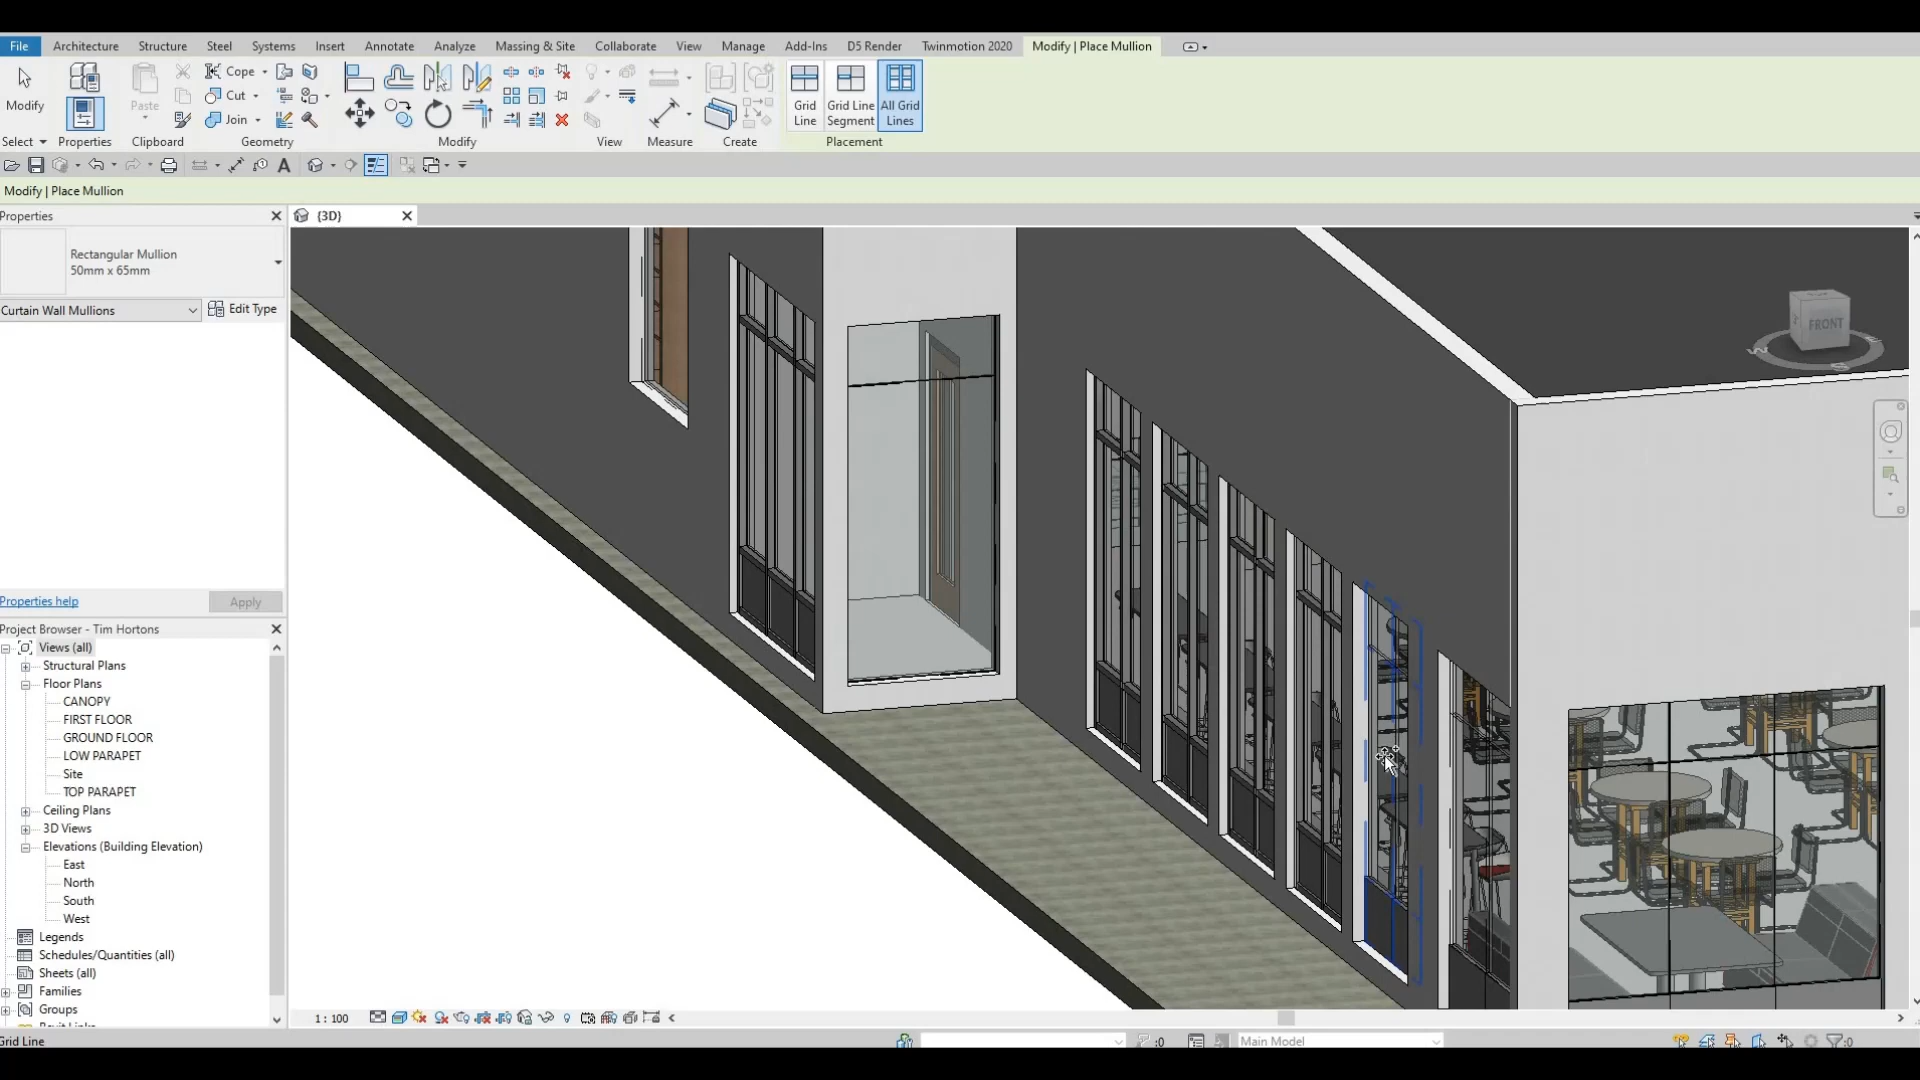 File Architecture Structure Steel Systems Insert Annotate Analyze Massing & Site Collaborate View Manage Add-Ins D5 Render Twinmotion 2020 Modify | Place Mullion
Modify
Paste
Cope
Cut
Join
Grid Line
Grid Line Segment
All Grid Lines
Select Properties Clipboard Geometry Modify View Measure Create Placement
A
Modify | Place Mullion
Properties
{3D}
Rectangular Mullion
50mm x 65mm
Curtain Wall Mullions
Edit Type
FRONT
Properties help
Apply
Project Browser - Tim Hortons
Views (all)
Structural Plans
Floor Plans
CANOPY
FIRST FLOOR
GROUND FLOOR
LOW PARAPET
Site
TOP PARAPET
Ceiling Plans
3D Views
Elevations (Building Elevation)
East
North
South
West
Legends
Schedules/Quantities (all)
Sheets (all)
Families
Groups
1 : 100
Grid Line
:0
Main Model
:0